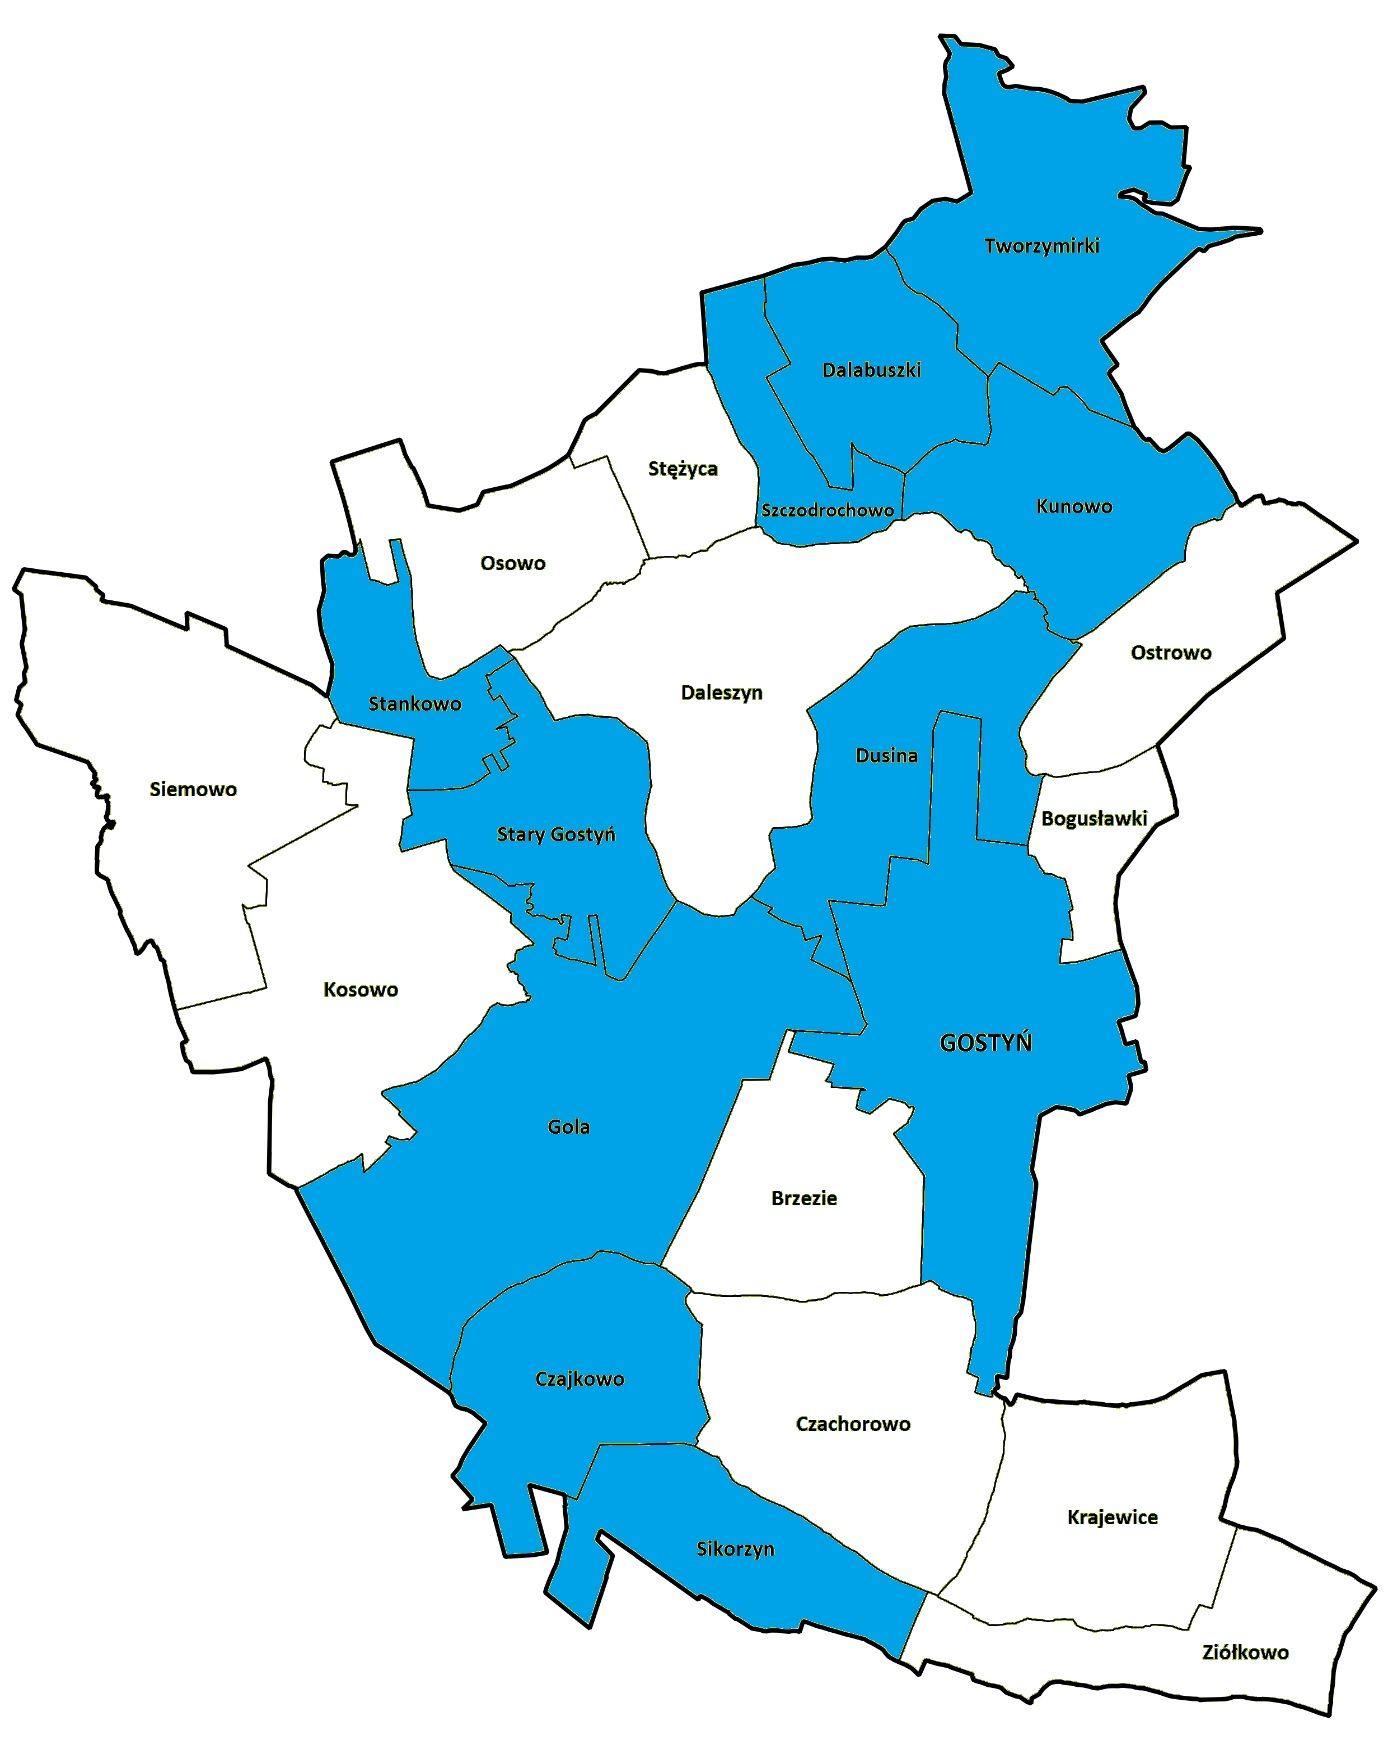 Tworzymirki
Dalabuszki
Stężyca
Szczodrochowo
Kunowo
Osowo
Ostrowo
Daleszyn
Stankowo
Dusina
Siemowo
Bogusławki
Stary Gostyń
Kosowo
GOSTYŃ
Gola
Brzezie
Czajkowo
Czachorowo
Krajewice
Sikorzyn
Ziółkowo